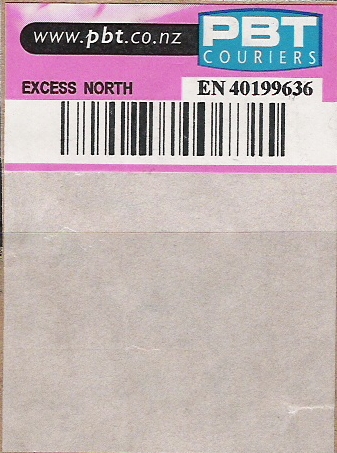 www.pbt.co.nz
PBT
COURIERS
EXCESS NORTH
EN 40199636